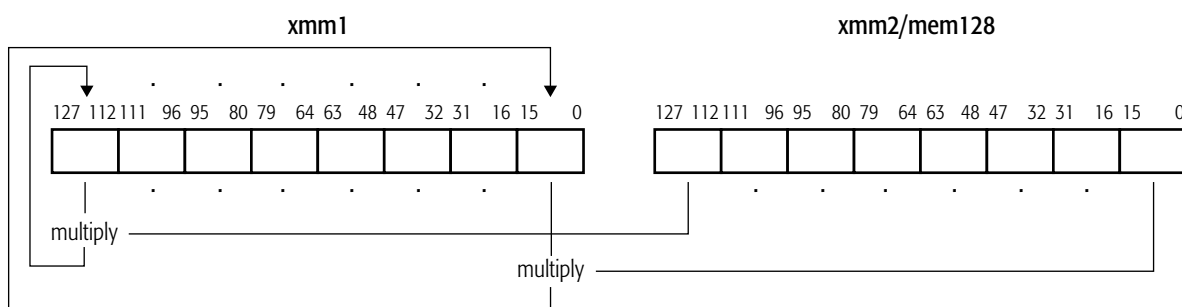 xmm1 xmm2/mem128
127 112 111 96 95 80 79 64 63 48 47 32 31 16 15 0 127 112 111 96 95 80 79 64 63 48 47 32 31 16 15 0
multiply
multiply